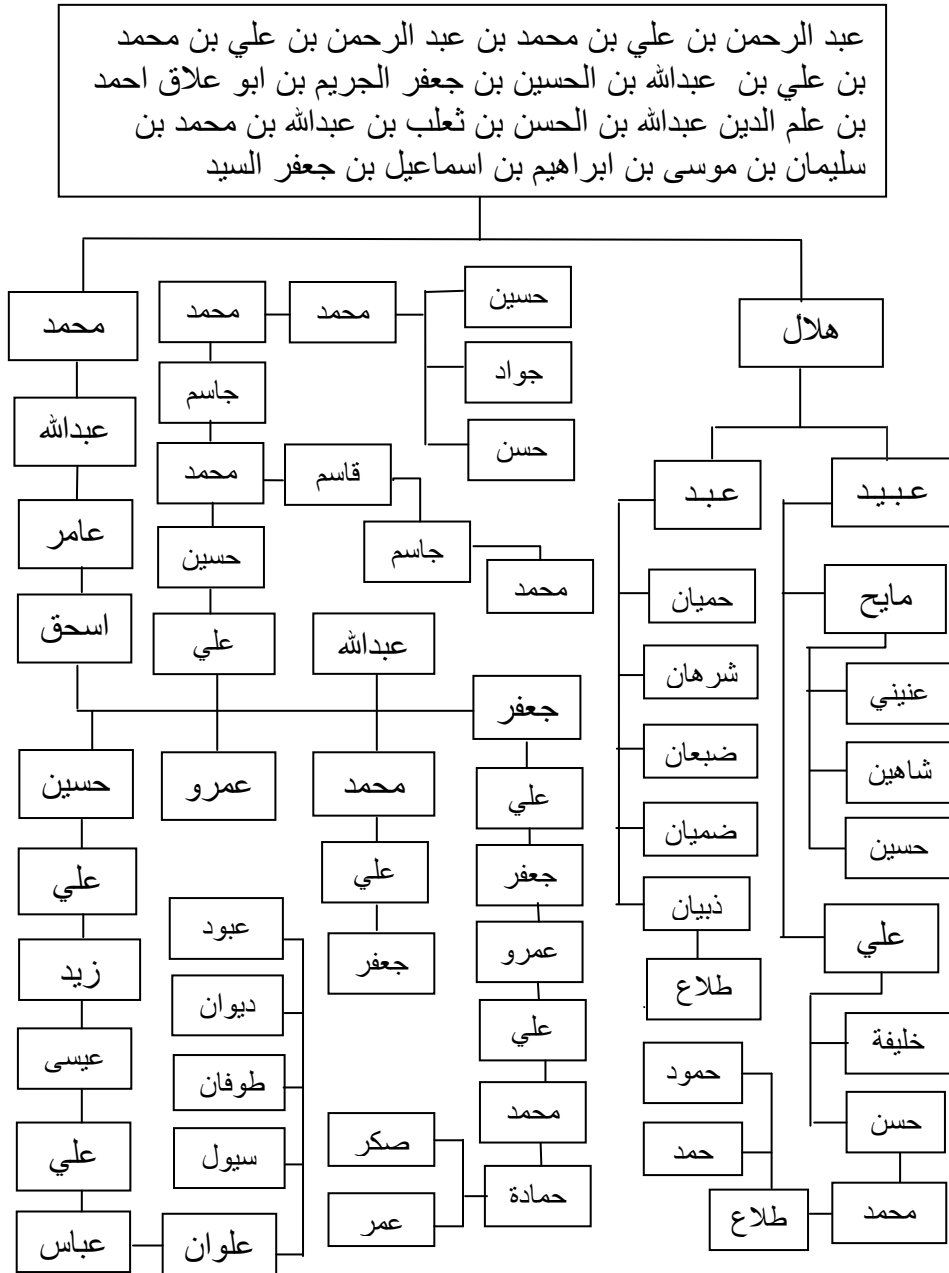 عبد الرحمن بن علي بن محمد بن عبد الرحمن بن علي بن محمد
بن علي بن عبدالله بن الحسين بن جعفر الجريم بن ابو علاق احمد
بن علم الدين عبدالله بن الحسن بن ثعلب بن عبدالله بن محمد بن
سليمان بن موسى بن ابراهيم بن اسماعيل بن جعفر السيد
هلال
عبيد
مايح
عنيني
شاهين
حسين
علي
خليفة
حسن
محمد
طلاع
حمود
حمد
عبد
حميان
شرهان
ضبعان
ضميان
ذبيان
طلاع
محمد
عبدالله
عامر
اسحق
جعفر
علي
جعفر
عمرو
علي
محمد
حمادة
صكر
عمر
عبدالله
محمد
علي
جعفر
عمرو
علي
حسين
محمد
قاسم
جاسم
محمد
جاسم
محمد
محمد
حسين
جواد
حسن
حسين
علي
زيد
عيسى
علي
عباس
علوان
عبود
ديوان
طوفان
سيول